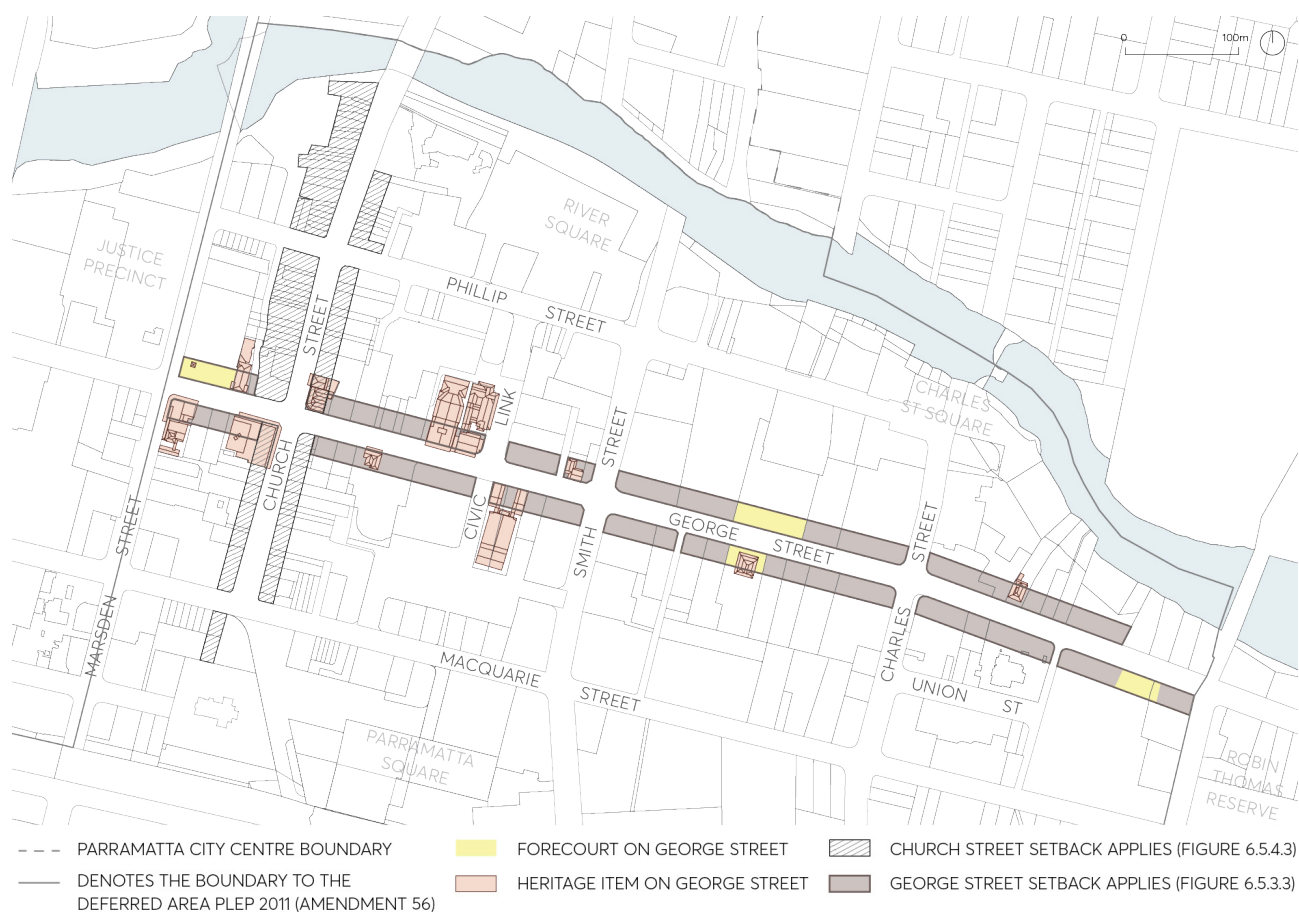 0 100m
RIVER
SQUARE
JUSTICE
PRECINCT
PHILLIP
STREET
STREET
CHARLES
ST SQUARE
LINK
STREET
CHURCH
CIVIC
GEORGE
STREET
STREET
STREET
SMITH
MARSDEN
CHARLES
MACQUARIE
STREET
UNION
ST
PARRAMATTA
SQUARE
ROBIN
THOMAS
RESERVE
PARRAMATTA CITY CENTRE BOUNDARY
DENOTES THE BOUNDARY TO THE
DEFERRED AREA PLEP 2011 (AMENDMENT 56)
FORECOURT ON GEORGE STREET
HERITAGE ITEM ON GEORGE STREET
CHURCH STREET SETBACK APPLIES (FIGURE 6.5.4.3)
GEORGE STREET SETBACK APPLIES (FIGURE 6.5.3.3)